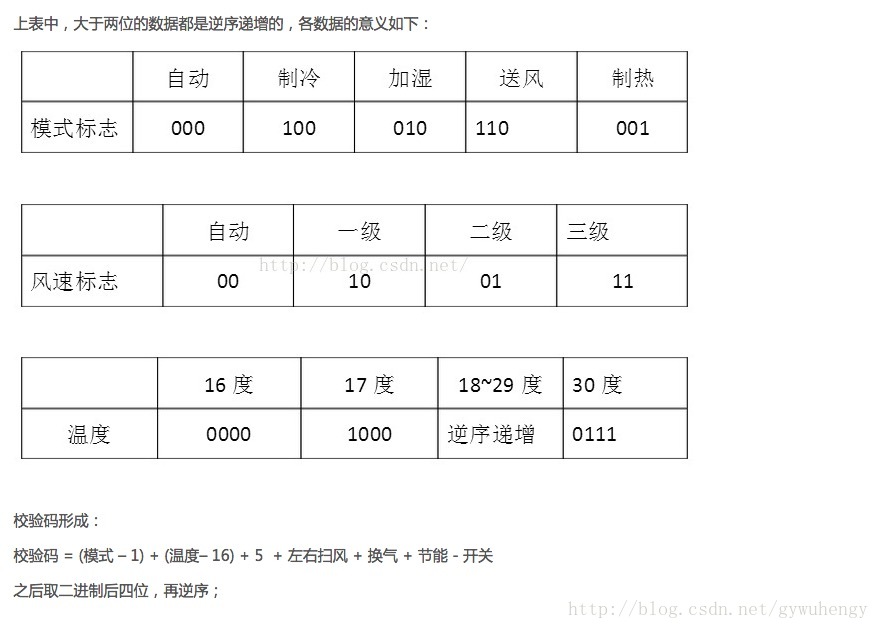 上表中，大于两位的数据都是逆序递增的，各数据的意义如下：
自动 制冷 加湿 送风 制热
模式标志 000 100 010 110 001
自动 一级 二级 三级
http://blog.csdn.net/
风速标志 00 10 01 11
16 度 17 度 18~29 度 30 度
温度 0000 1000 逆序递增 0111
校验码形成：
校验码 = (模式 – 1) + (温度– 16) + 5 + 左右扫风 + 换气 + 节能 - 开关
之后取二进制后四位，再逆序；
http://blog.csdn.net/gywuhengy